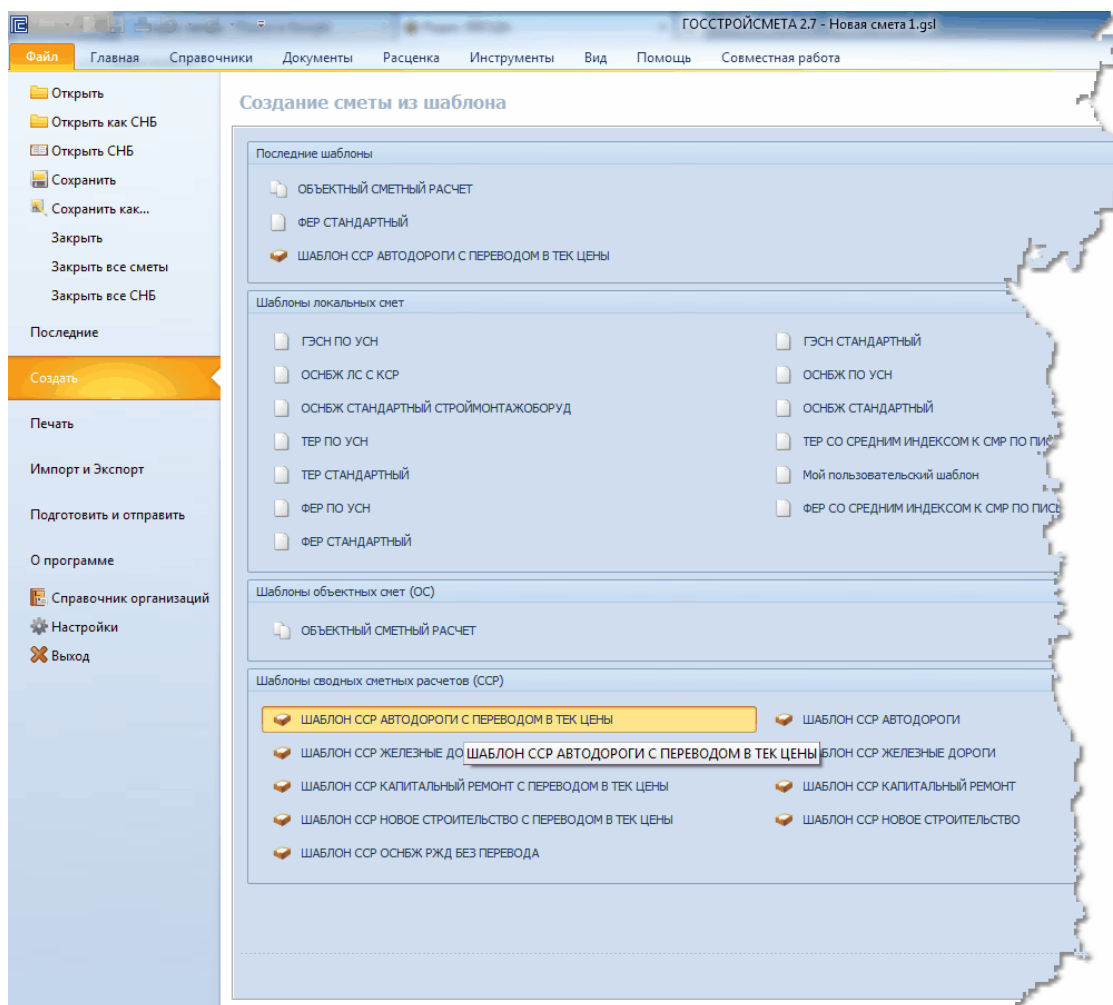 ГОССТРОЙСМЕТА 2.7 - Новая смета 1.gsl
Файл Главная Справочники Документы Расценка Инструменты Вид Помощь Совместная работа
Открыть
Открыть как СНБ
Открыть СНБ
Сохранить
Сохранить как...
Закрыть
Закрыть все сметы
Закрыть все СНБ
Последние
Создать
Печать
Импорт и Экспорт
Подготовить и отправить
О программе
Справочник организаций
Настройки
Выход
Создание сметы из шаблона
Последние шаблоны
ОБЪЕКТНЫЙ СМЕТНЫЙ РАСЧЕТ
ФЕР СТАНДАРТНЫЙ
ШАБЛОН ССР АВТОДОРОГИ С ПЕРЕВОДОМ В ТЕК ЦЕНЫ
Шаблоны локальных смет
ГЭСН ПО УСН ГЭСН СТАНДАРТНЫЙ
ОСНБЖ ЛС С КСР ОСНБЖ ПО УСН
ОСНБЖ СТАНДАРТНЫЙ СТРОЙМОНТАЖОБОРУД ОСНБЖ СТАНДАРТНЫЙ
ТЕР ПО УСН ТЕР СО СРЕДНИМ ИНДЕКСОМ К СМР ПО
ТЕР СТАНДАРТНЫЙ Мой пользовательский шаблон
ФЕР ПО УСН ФЕР СО СРЕДНИМ ИНДЕКСОМ К СМР ПО
ФЕР СТАНДАРТНЫЙ
Шаблоны объектных смет (ОС)
ОБЪЕКТНЫЙ СМЕТНЫЙ РАСЧЕТ
Шаблоны сводных сметных расчетов (ССР)
ШАБЛОН ССР АВТОДОРОГИ С ПЕРЕВОДОМ В ТЕК ЦЕНЫ ШАБЛОН ССР АВТОДОРОГИ
ШАБЛОН ССР ЖЕЛЕЗНЫЕ ДО ШАБЛОН ССР АВТОДОРОГИ С ПЕРЕВОДОМ В ТЕК ЦЕНЫ БЛОН ССР ЖЕЛЕЗНЫЕ ДОРОГИ
ШАБЛОН ССР КАПИТАЛЬНЫЙ РЕМОНТ С ПЕРЕВОДОМ В ТЕК ЦЕНЫ ШАБЛОН ССР КАПИТАЛЬНЫЙ РЕМОНТ
ШАБЛОН ССР НОВОЕ СТРОИТЕЛЬСТВО С ПЕРЕВОДОМ В ТЕК ЦЕНЫ ШАБЛОН ССР НОВОЕ СТРОИТЕЛЬСТВО
ШАБЛОН ССР ОСНБЖ РЖД БЕЗ ПЕРЕВОДА